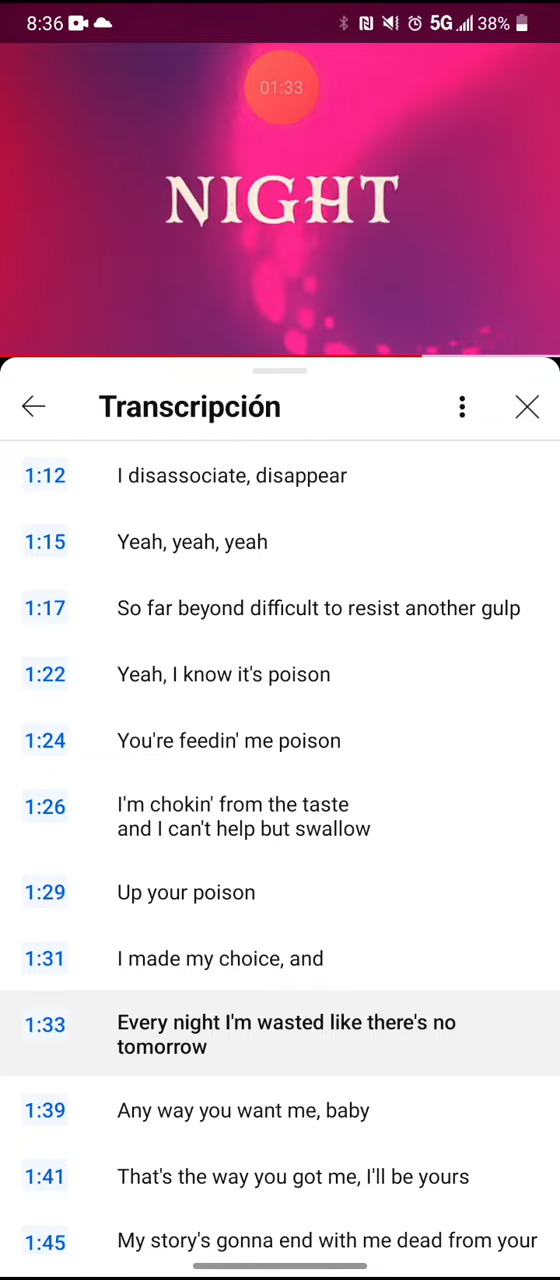 8:36 5G 38%
01:33
NIGHT
Transcripción
1:12 I disassociate, disappear
1:15 Yeah, yeah, yeah
1:17 So far beyond difficult to resist another gulp
1:22 Yeah, I know it's poison
1:24 You're feedin' me poison
1:26 I'm chokin' from the taste
and I can't help but swallow
1:29 Up your poison
1:31 I made my choice, and
1:33 Every night I'm wasted like there's no
tomorrow
1:39 Any way you want me, baby
1:41 That's the way you got me, I'll be yours
1:45 My story's gonna end with me dead from your